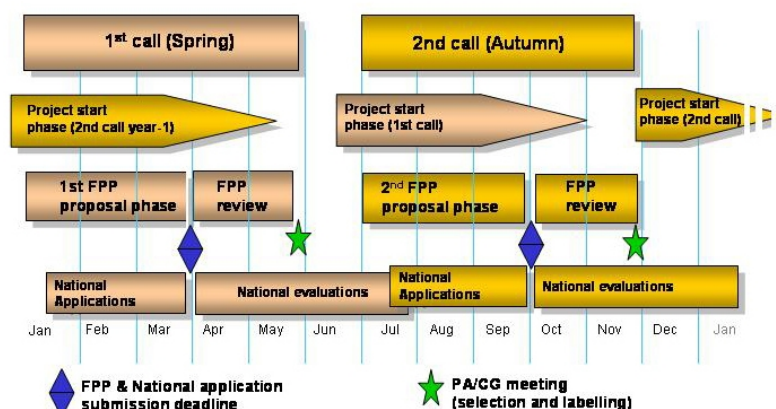 1st call (Spring)
2nd call (Autumn)
Project start
phase (2nd call year-1)
Project start
phase (1st call)
Project start
phase (2nd call)
1st FPP
proposal phase
FPP
review
2nd FPP
proposal phase
FPP
review
National
Applications
National evaluations
National
Applications
National evaluations
Jan Feb Mar Apr May Jun Jul Aug Sep Oct Nov Dec Jan
FPP & National application
submission deadline
PA/CG meeting
(selection and labelling)